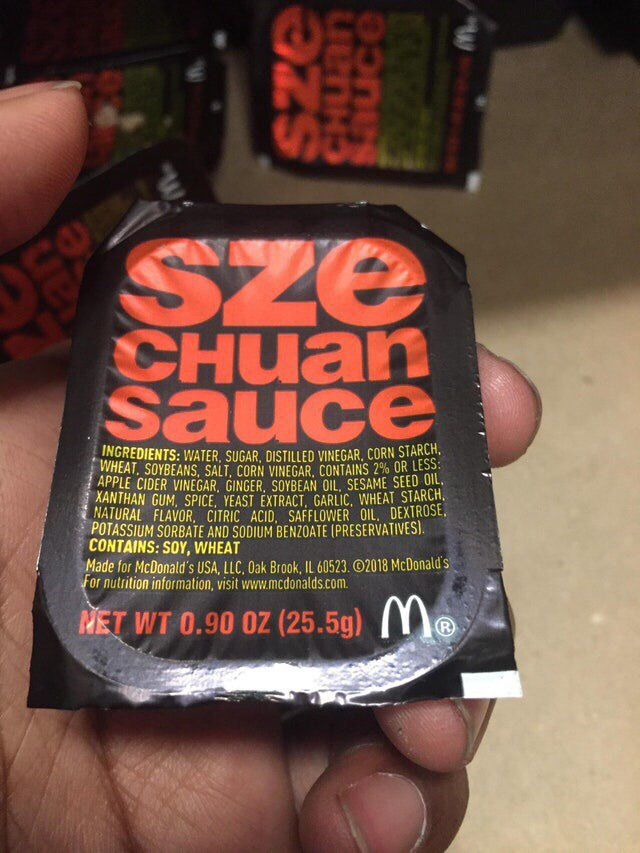 sze
cHuan
sauce
INGREDIENTS: WATER, SUGAR, DISTILLED VINEGAR, CORN STARCH,
WHEAT, SOYBEANS, SALT, CORN VINEGAR, CONTAINS 2% OR LESS:
APPLE CIDER VINEGAR, GINGER, SOYBEAN OIL, SESAME SEED OIL,
XANTHAN GUM, SPICE, YEAST EXTRACT, GARLIC, WHEAT STARCH,
NATURAL FLAVOR, CITRIC ACID, SAFFLOWER OIL, DEXTROSE,
POTASSIUM SORBATE AND SODIUM BENZOATE (PRESERVATIVES).
CONTAINS: SOY, WHEAT
Made for McDonald's USA, LLC, Oak Brook, IL 60523. ©2018 McDonald's
For nutrition information, visit www.mcdonalds.com.
NET WT 0.90 OZ (25.5g) M®
sze
cHuan
sauce